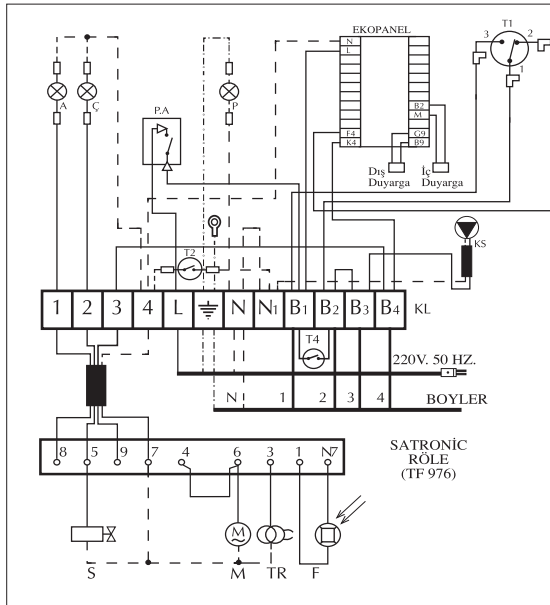 EKOPANEL
N
L
B2
M
F4
G9
K4
B9
Dış Duyarga
İç Duyarga
T1
3
2
1
A
Ç
P.A
P
T2
KS
1 2 3 4 L N N1 B1 B2 B3 B4 KL
T4
220V. 50 HZ.
N 1 2 3 4 BOYLER
SATRONİC
RÖLE
(TF 976)
8 5 9 7 4 6 3 1 N7
M
S M TR F